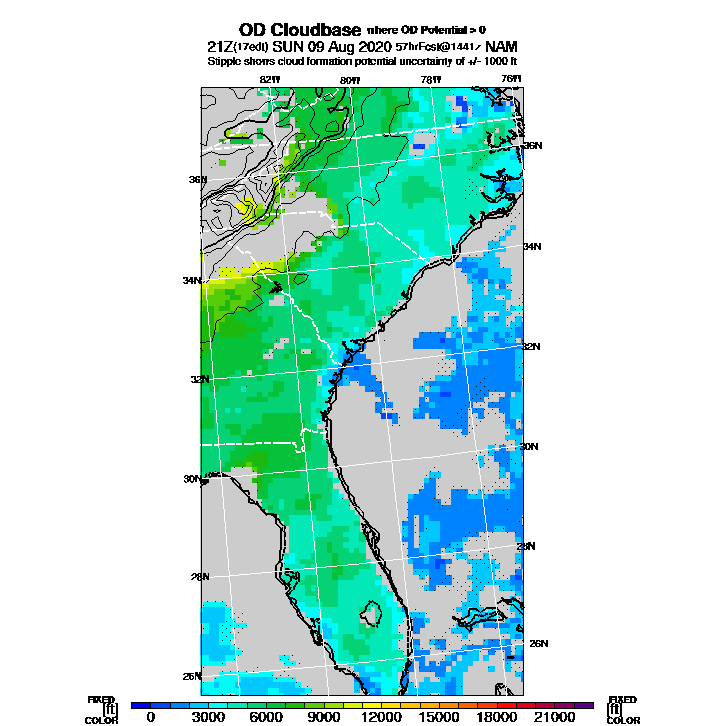 OD Cloudbase where OD Potential > 0
21Z(17edt) SUN 09 Aug 2020 57hrFcst@1441z NAM
Stipple shows cloud formation potential uncertainty of +/- 1000 ft
82W 80W 78W 76W
36N
36N
34N
34N
32N
32N
30N
30N
28N
28N
26N
26N
FIXED FIXED
[ft] 0 3000 6000 9000 12000 15000 18000 21000 [ft]
COLOR COLOR